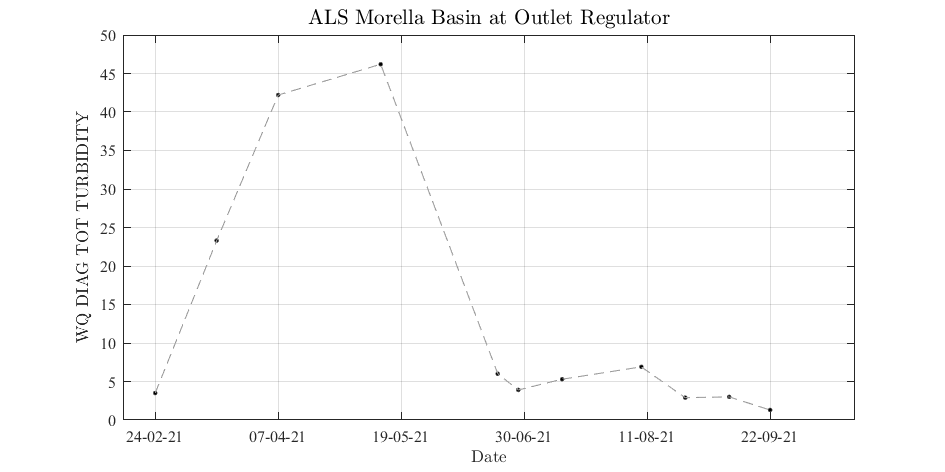 ALS Morella Basin at Outlet Regulator
WQ DIAG TOT TURBIDITY
50
45
40
35
30
25
20
15
10
5
0
24-02-21 07-04-21 19-05-21 30-06-21 11-08-21 22-09-21
Date